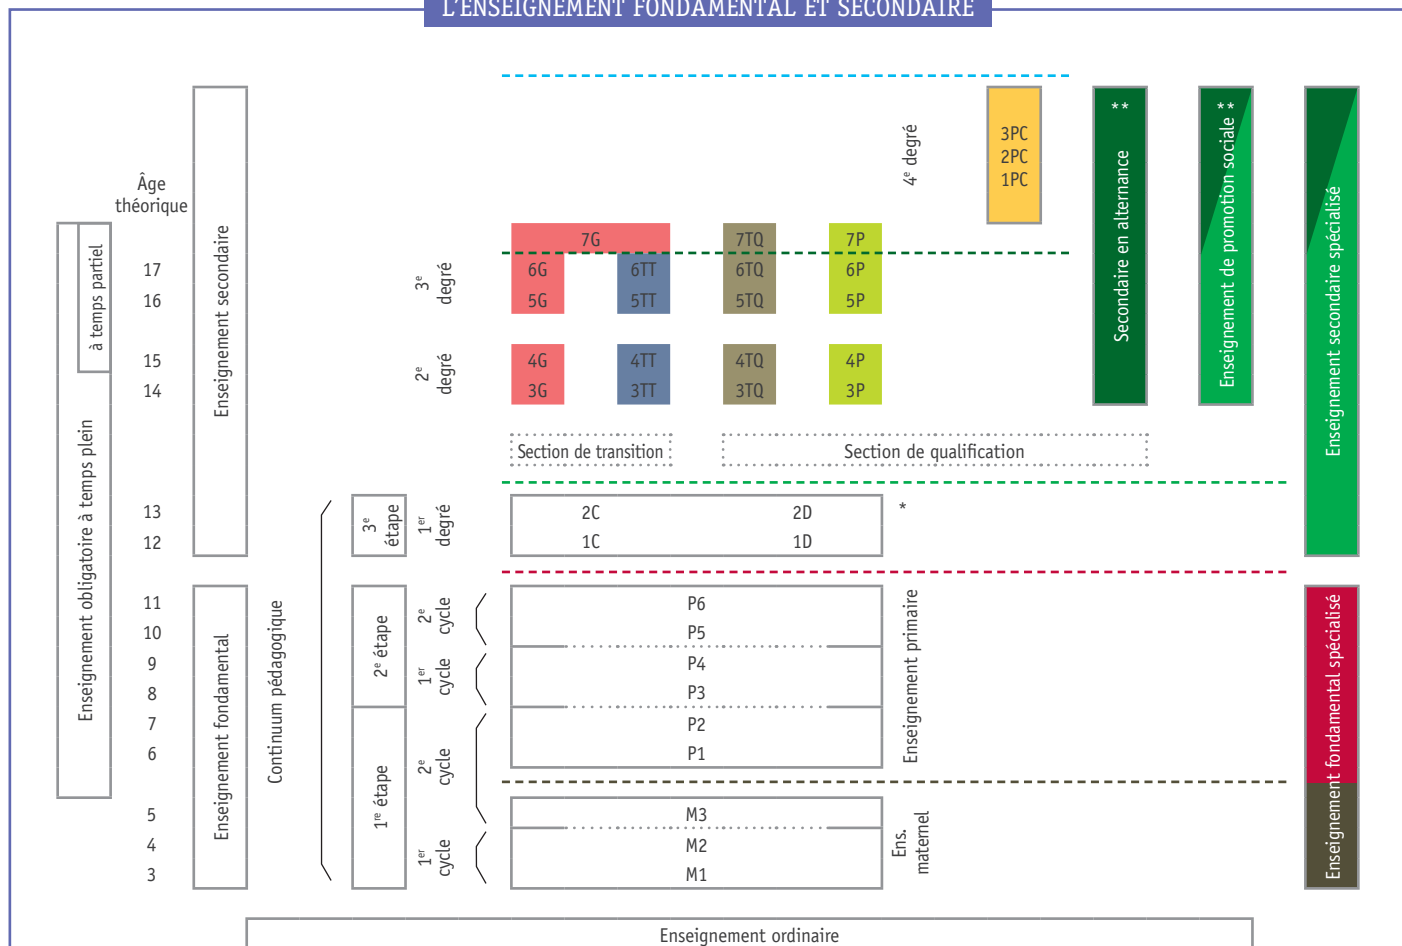 L'ENSEIGNEMENT FONDAMENTAL ET SECONDAIRE
Âge
théorique
Enseignement obligatoire à temps plein
à temps partiel
17
16
15
14
13
12
11
10
9
8
7
6
5
4
3
Enseignement secondaire
Enseignement fondamental
Continuum pédagogique
3e
étape
2e étape
1re étape
4e degré
3e
degré
2e
degré
1er
degré
2e
cycle
1er
cycle
2e
cycle
1er
cycle
3PC
2PC
1PC
7G 7TQ 7P
6G 6TT 6TQ 6P
5G 5TT 5TQ 5P
4G 4TT 4TQ 4P
3G 3TT 3TQ 3P
Section de transition Section de qualification
2C 2D *
1C 1D
P6
P5
P4
P3
P2
P1
M3
M2
M1
Enseignement primaire
Ens.
maternel
Secondaire en alternance **
Enseignement de promotion sociale **
Enseignement secondaire spécialisé
Enseignement fondamental spécialisé
Enseignement ordinaire